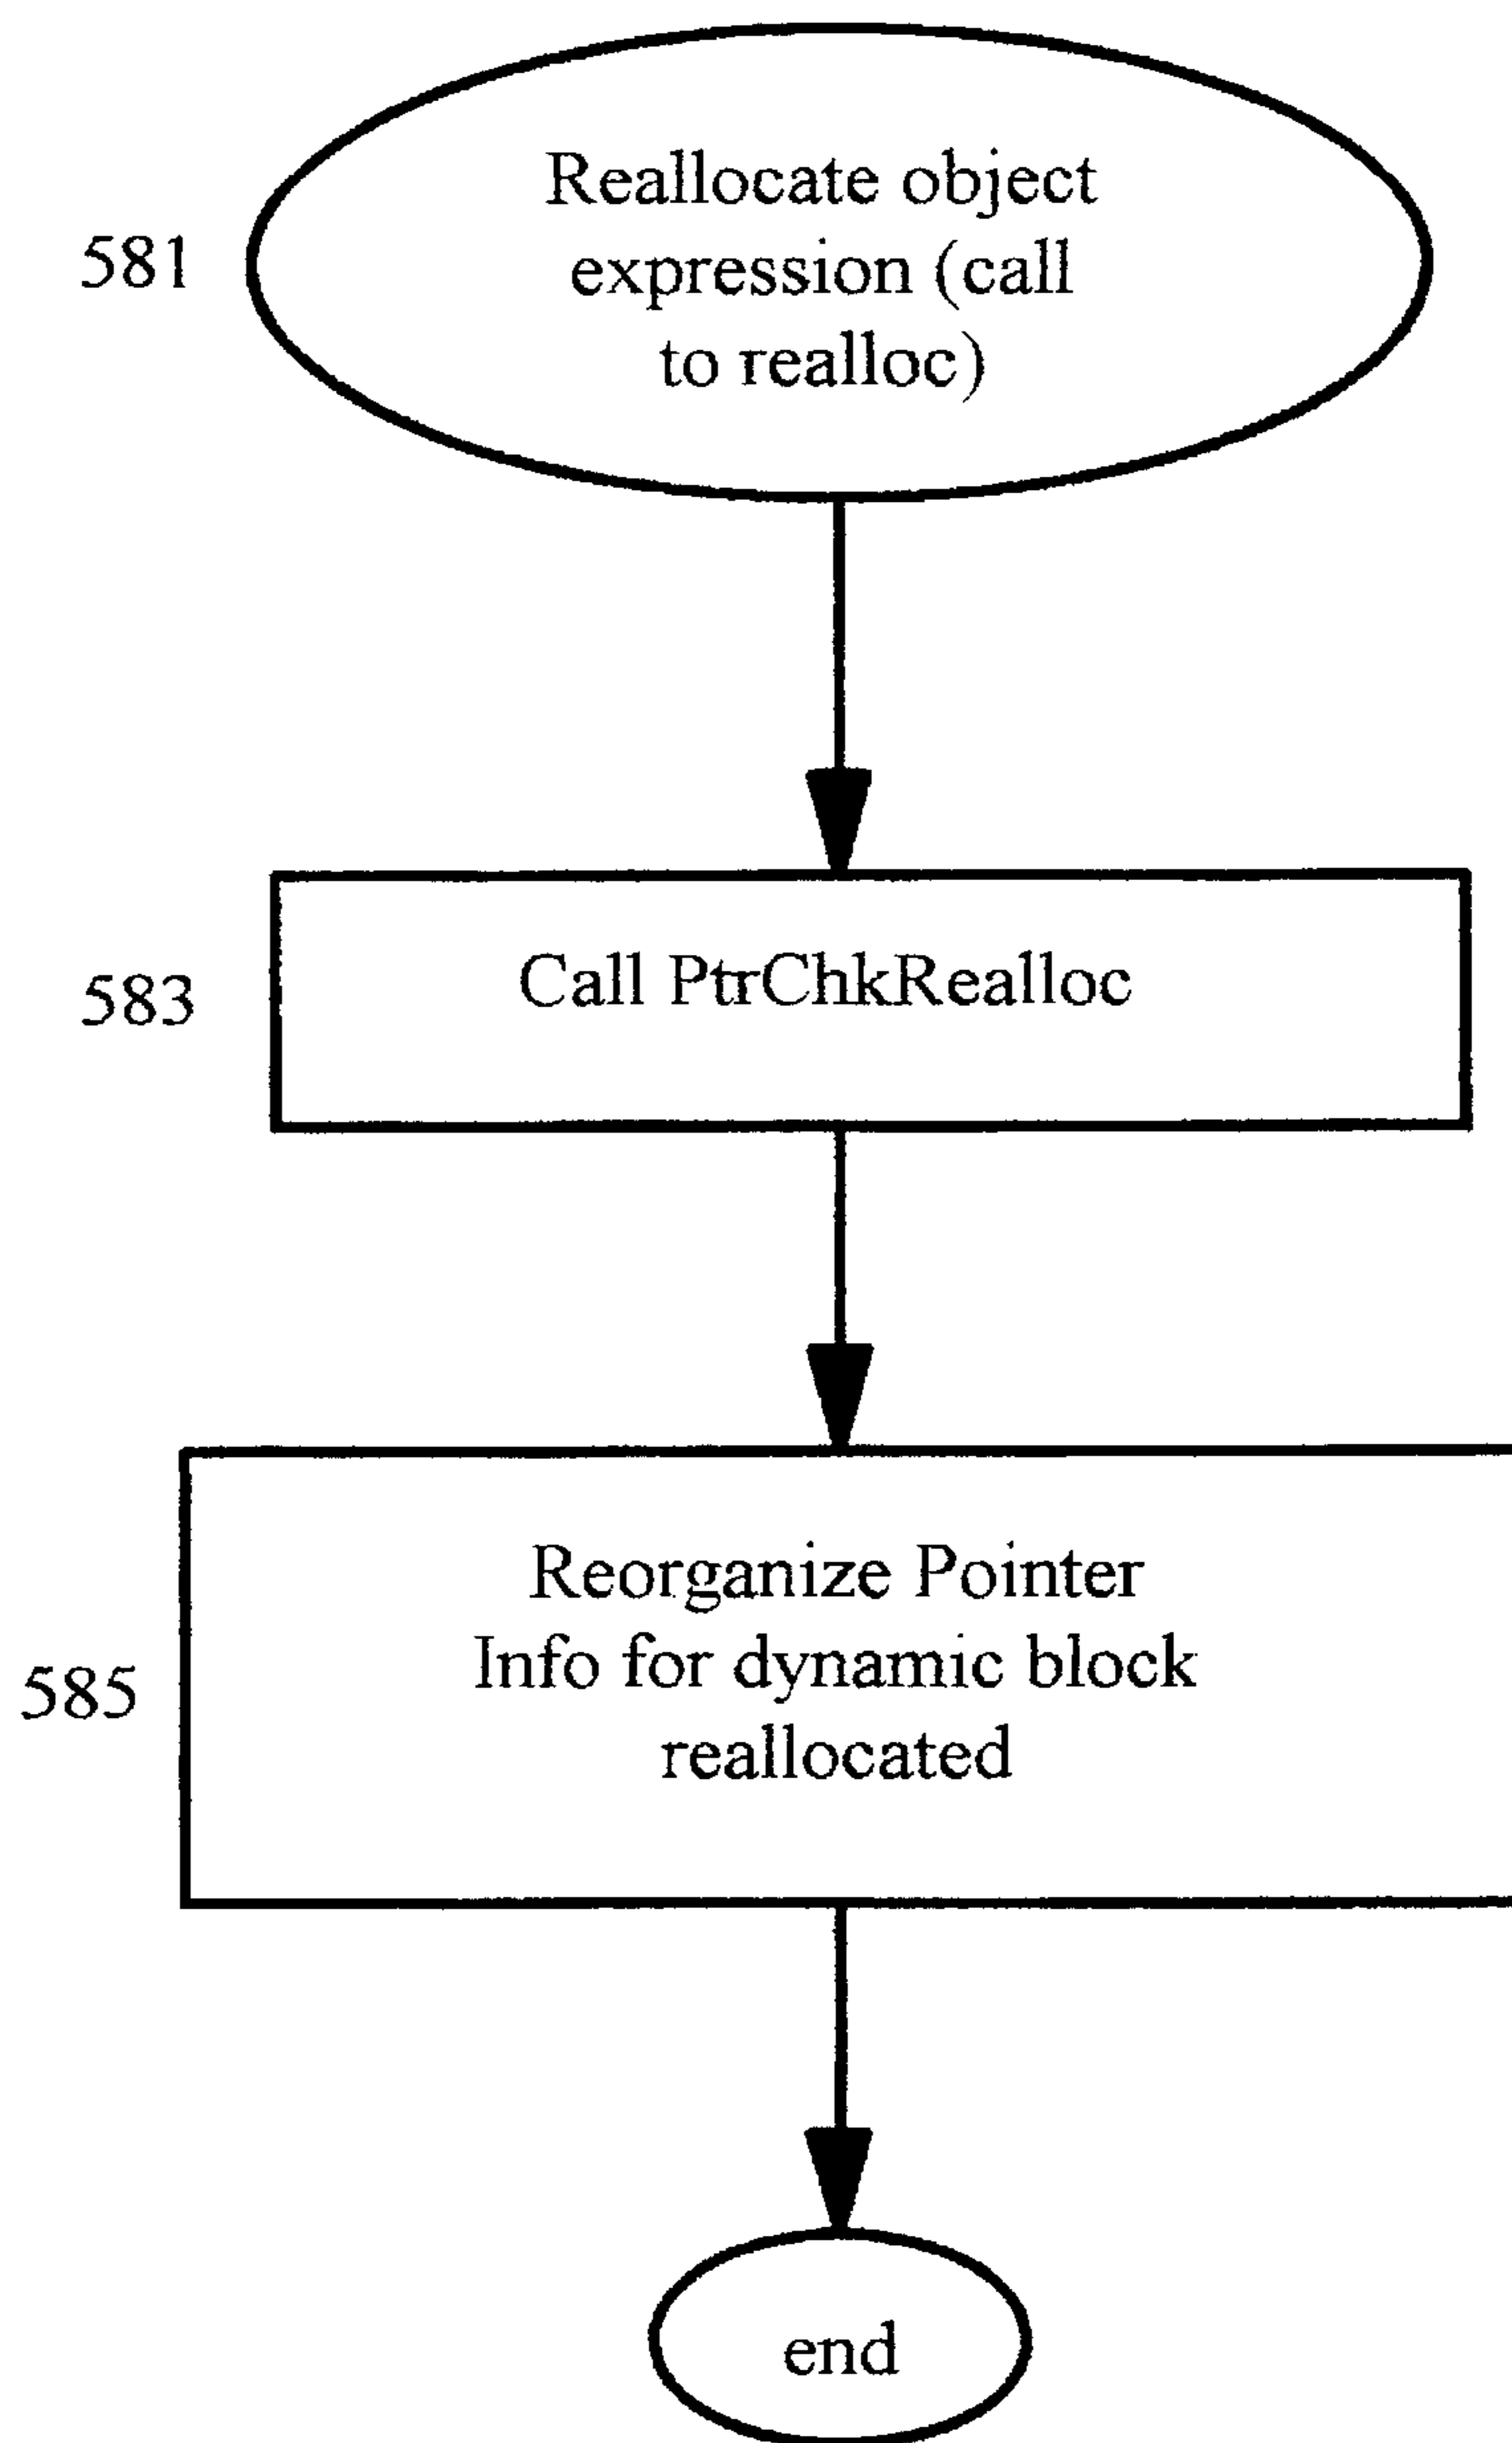 Reallocate object
581
expression (call
to realloc)
583
Call PtrChkRealloc
Reorganize Pointer
Info for dynamic block
585
reallocated
end